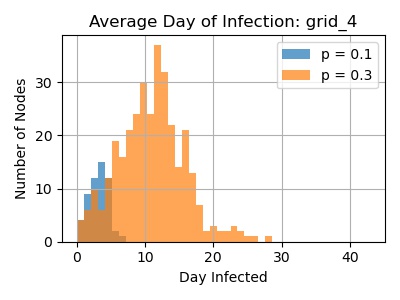 Average Day of Infection: grid_4
p = 0.1
p = 0.3
Number of Nodes
30
20
10
0
0 10 20 30 40
Day Infected